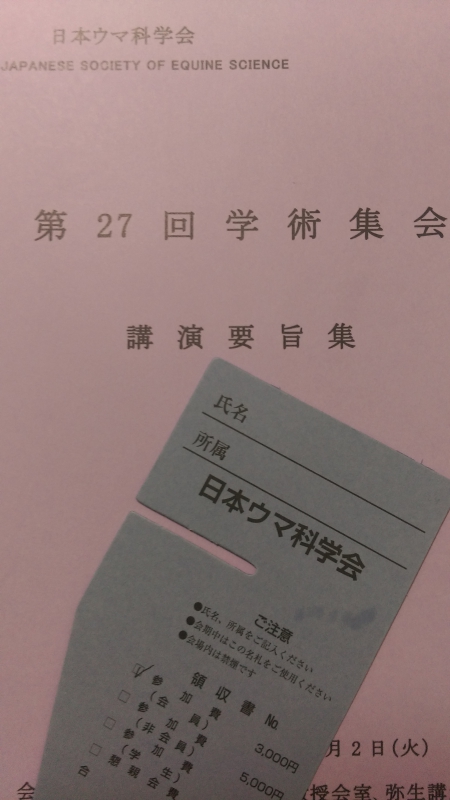 日本ウマ科学会
JAPANESE SOCIETY OF EQUINE SCIENCE
第 27 回 学 術 集 会
講 演 要 旨 集
氏名
所属
日本ウマ科学会
ご注意
●氏名、所属をご記入ください
●会期中はこの名札をご使用ください
●会場内は禁煙です
領 収 書 No.
参 加 費
(会 員) 3,000円
□ 参 加 費
(非会員) 5,000円
□ 参 加 費
(学 生)
□ 懇 親 会 費
合
月 2 日(火)
会
授会室、弥生講